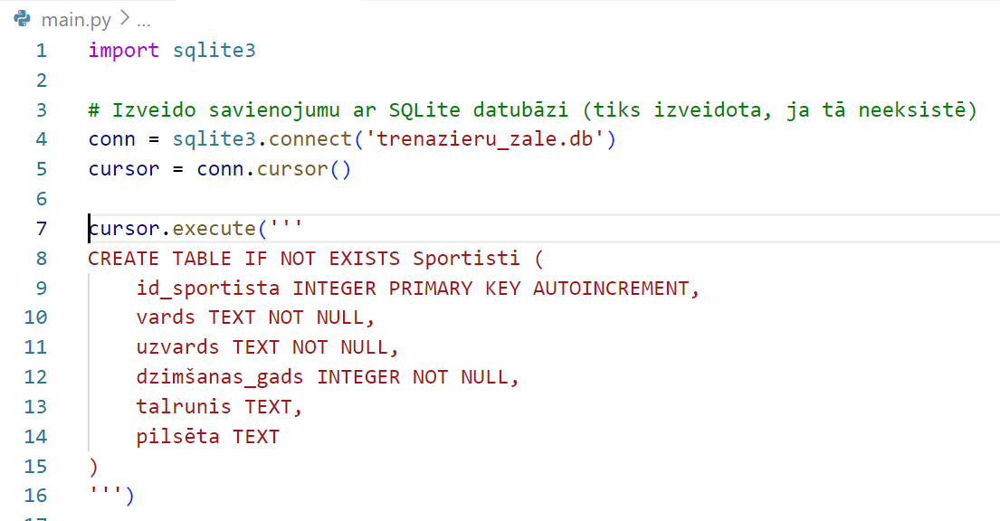 main.py > ...
1 import sqlite3
2
3 # Izveido savienojumu ar SQLite datubāzi (tiks izveidota, ja tā neeksistē)
4 conn = sqlite3.connect('trenazieru_zale.db')
5 cursor = conn.cursor()
6
7 cursor.execute('''
8 CREATE TABLE IF NOT EXISTS Sportisti (
9     id_sportista INTEGER PRIMARY KEY AUTOINCREMENT,
10     vards TEXT NOT NULL,
11     uzvards TEXT NOT NULL,
12     dzimšanas_gads INTEGER NOT NULL,
13     talrunis TEXT,
14     pilsēta TEXT
15 )
16 ''')
17